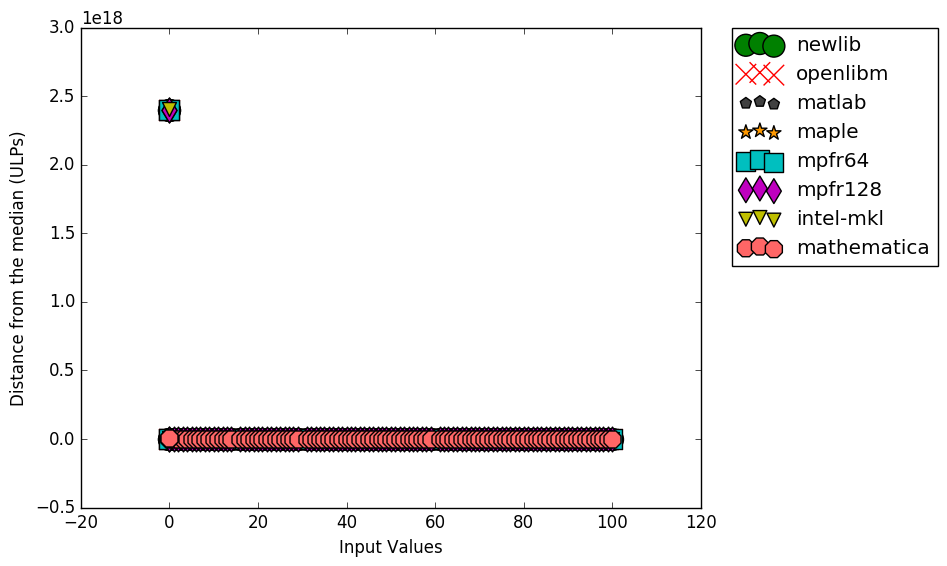 1e18
3.0
2.5
2.0
1.5
1.0
0.5
0.0
−0.5
−20
0
20
40
60
80
100
120
Input Values
Distance from the median (ULPs)
newlib
openlibm
matlab
maple
mpfr64
mpfr128
intel-mkl
mathematica